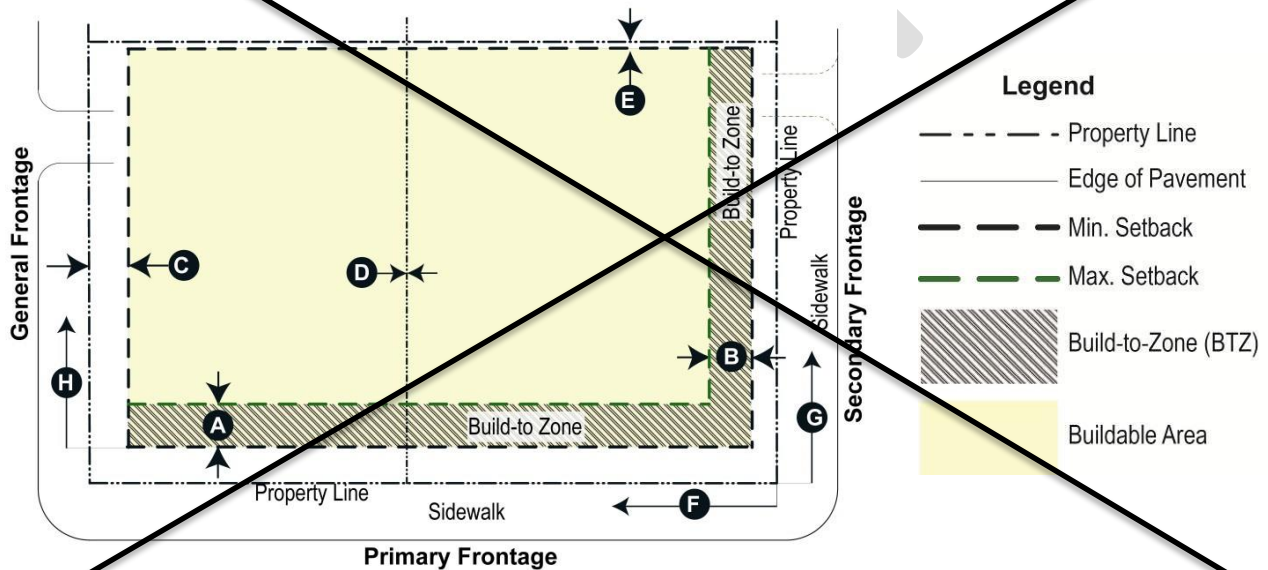 E
Build-to Zone
Property Line
General Frontage
C
D
Sidewalk
Secondary Frontage
B
H
A
Build-to Zone
G
Property Line
F
Sidewalk
Primary Frontage
Legend
Property Line
Edge of Pavement
Min. Setback
Max. Setback
Build-to-Zone (BTZ)
Buildable Area